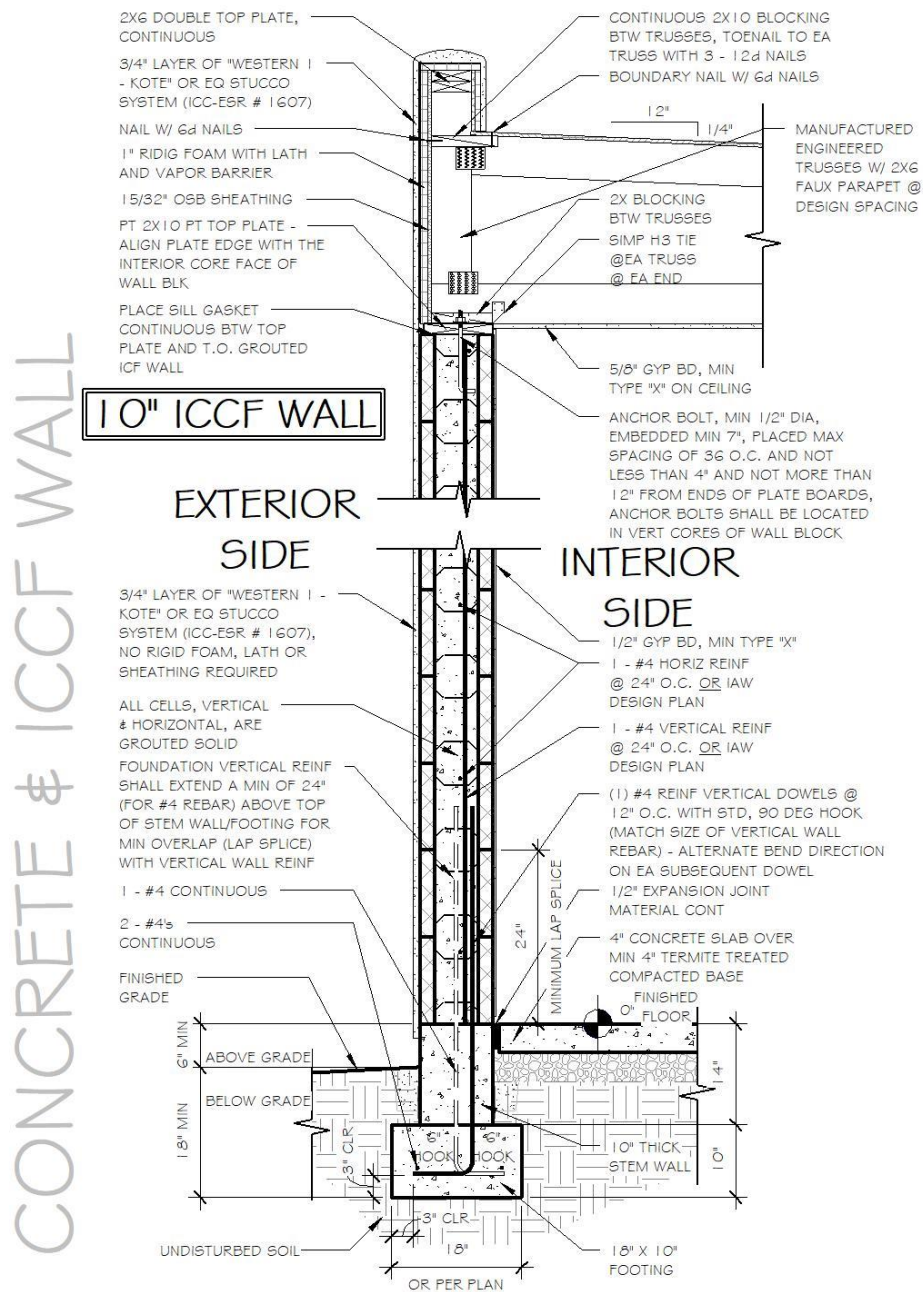 2X6 DOUBLE TOP PLATE,
CONTINUOUS
3/4" LAYER OF "WESTERN 1
- KOTE" OR EQ STUCCO
SYSTEM (ICC-ESR # 1607)
NAIL W/ 6d NAILS
1" RIDIG FOAM WITH LATH
AND VAPOR BARRIER
15/32" OSB SHEATHING
PT 2X10 PT TOP PLATE -
ALIGN PLATE EDGE WITH THE
INTERIOR CORE FACE OF
WALL BLK
PLACE SILL GASKET
CONTINUOUS BTW TOP
PLATE AND T.O. GROUTED
ICF WALL
CONTINUOUS 2X10 BLOCKING
BTW TRUSSES, TOENAIL TO EA
TRUSS WITH 3 - 12d NAILS
BOUNDARY NAIL W/ 6d NAILS
12"
1/4"
MANUFACTURED
ENGINEERED
TRUSSES W/ 2X6
FAUX PARAPET @
DESIGN SPACING
2X BLOCKING
BTW TRUSSES
SIMP H3 TIE
@EA TRUSS
@ EA END
5/8" GYP BD, MIN
TYPE "X" ON CEILING
ANCHOR BOLT, MIN 1/2" DIA,
EMBEDDED MIN 7", PLACED MAX
SPACING OF 36 O.C. AND NOT
LESS THAN 4" AND NOT MORE THAN
12" FROM ENDS OF PLATE BOARDS,
ANCHOR BOLTS SHALL BE LOCATED
IN VERT CORES OF WALL BLOCK
10" ICCF WALL
EXTERIOR
SIDE
INTERIOR
SIDE
3/4" LAYER OF "WESTERN 1 -
KOTE" OR EQ STUCCO
SYSTEM (ICC-ESR # 1607),
NO RIGID FOAM, LATH OR
SHEATHING REQUIRED
ALL CELLS, VERTICAL
& HORIZONTAL, ARE
GROUTED SOLID
FOUNDATION VERTICAL REINF
SHALL EXTEND A MIN OF 24"
(FOR #4 REBAR) ABOVE TOP
OF STEM WALL/FOOTING FOR
MIN OVERLAP (LAP SPLICE)
WITH VERTICAL WALL REINF
1 - #4 CONTINUOUS
2 - #4's
CONTINUOUS
FINISHED
GRADE
1/2" GYP BD, MIN TYPE "X"
1 - #4 HORIZ REINF
@ 24" O.C. OR IAW
DESIGN PLAN
1 - #4 VERTICAL REINF
@ 24" O.C. OR IAW
DESIGN PLAN
(1) #4 REINF VERTICAL DOWELS @
12" O.C. WITH STD, 90 DEG HOOK
(MATCH SIZE OF VERTICAL WALL
REBAR) - ALTERNATE BEND DIRECTION
ON EA SUBSEQUENT DOWEL
1/2" EXPANSION JOINT
MATERIAL CONT
4" CONCRETE SLAB OVER
MIN 4" TERMITE TREATED
COMPACTED BASE
24"
MINIMUM LAP SPLICE
FINISHED
FLOOR
0"
6" MIN
ABOVE GRADE
BELOW GRADE
18" MIN
3" CLR
6"
HOOK
6"
HOOK
14"
10"
10" THICK
STEM WALL
3" CLR
18"
OR PER PLAN
UNDISTURBED SOIL
18" X 10"
FOOTING
CONCRETE & ICCF WALL